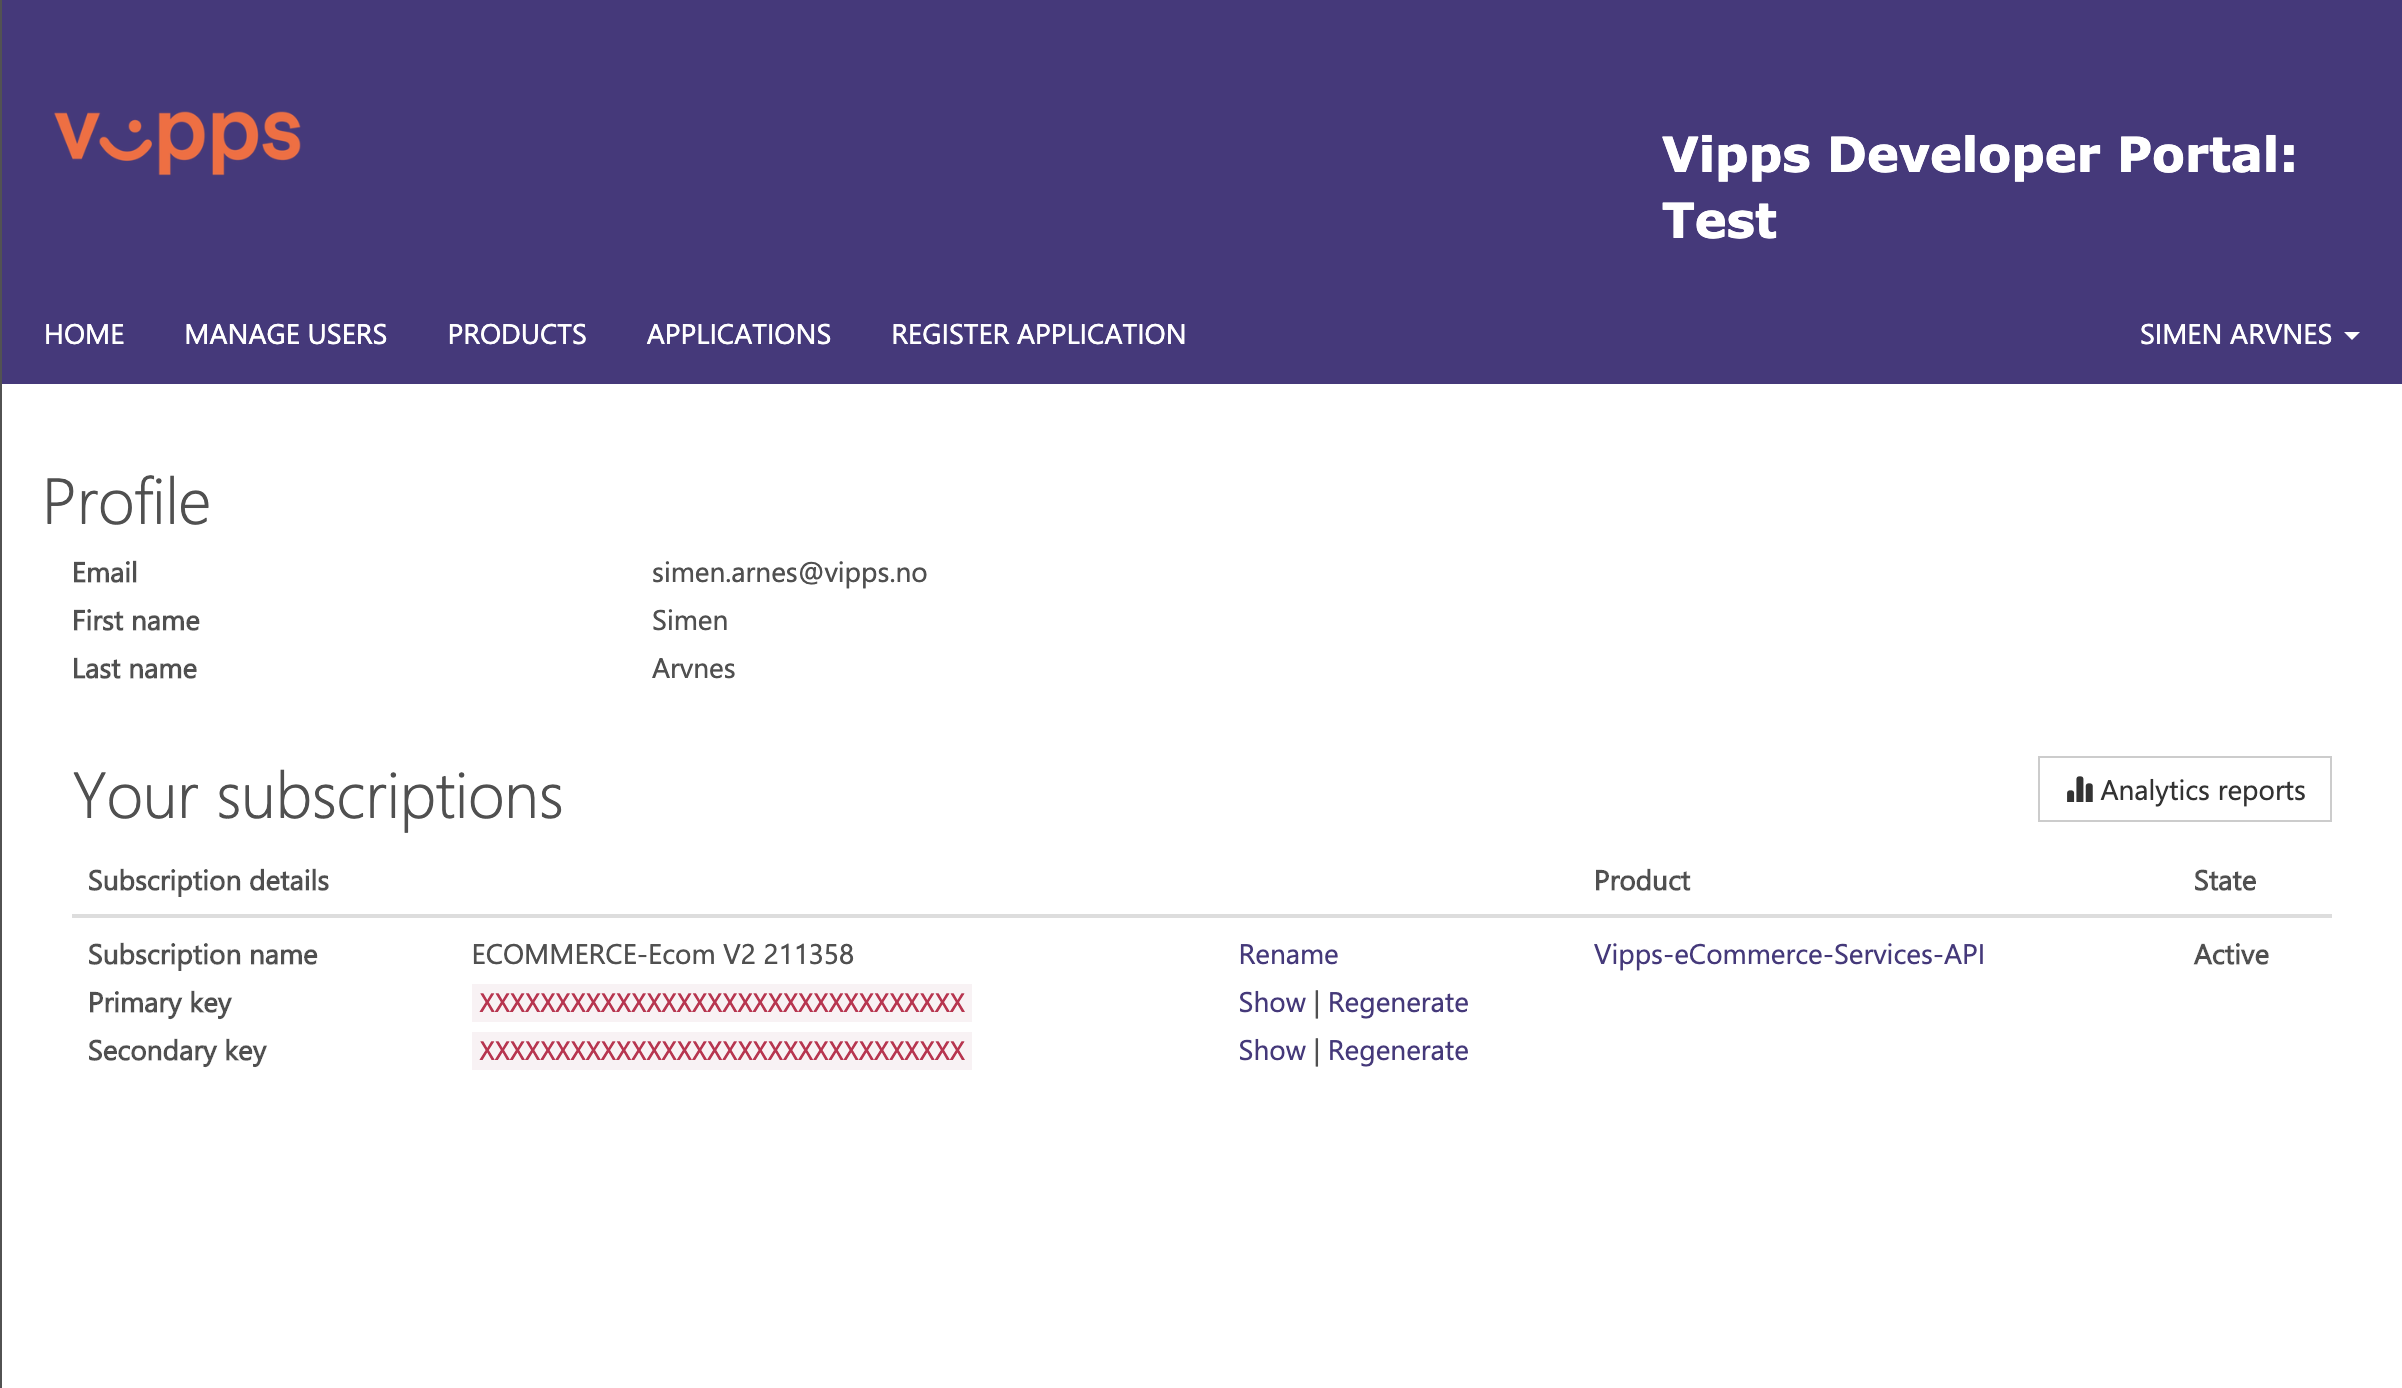 vipps
Vipps Developer Portal:
Test
HOME MANAGE USERS PRODUCTS APPLICATIONS REGISTER APPLICATION SIMEN ARVNES
Profile
Email simen.arnes@vipps.no
First name Simen
Last name Arvnes
Your subscriptions Analytics reports
Subscription details Product State
Subscription name ECOMMERCE-Ecom V2 211358 Rename Vipps-eCommerce-Services-API Active
Primary key XXXXXXXXXXXXXXXXXXXXXXXXXXXXXXXX Show | Regenerate
Secondary key XXXXXXXXXXXXXXXXXXXXXXXXXXXXXXXX Show | Regenerate